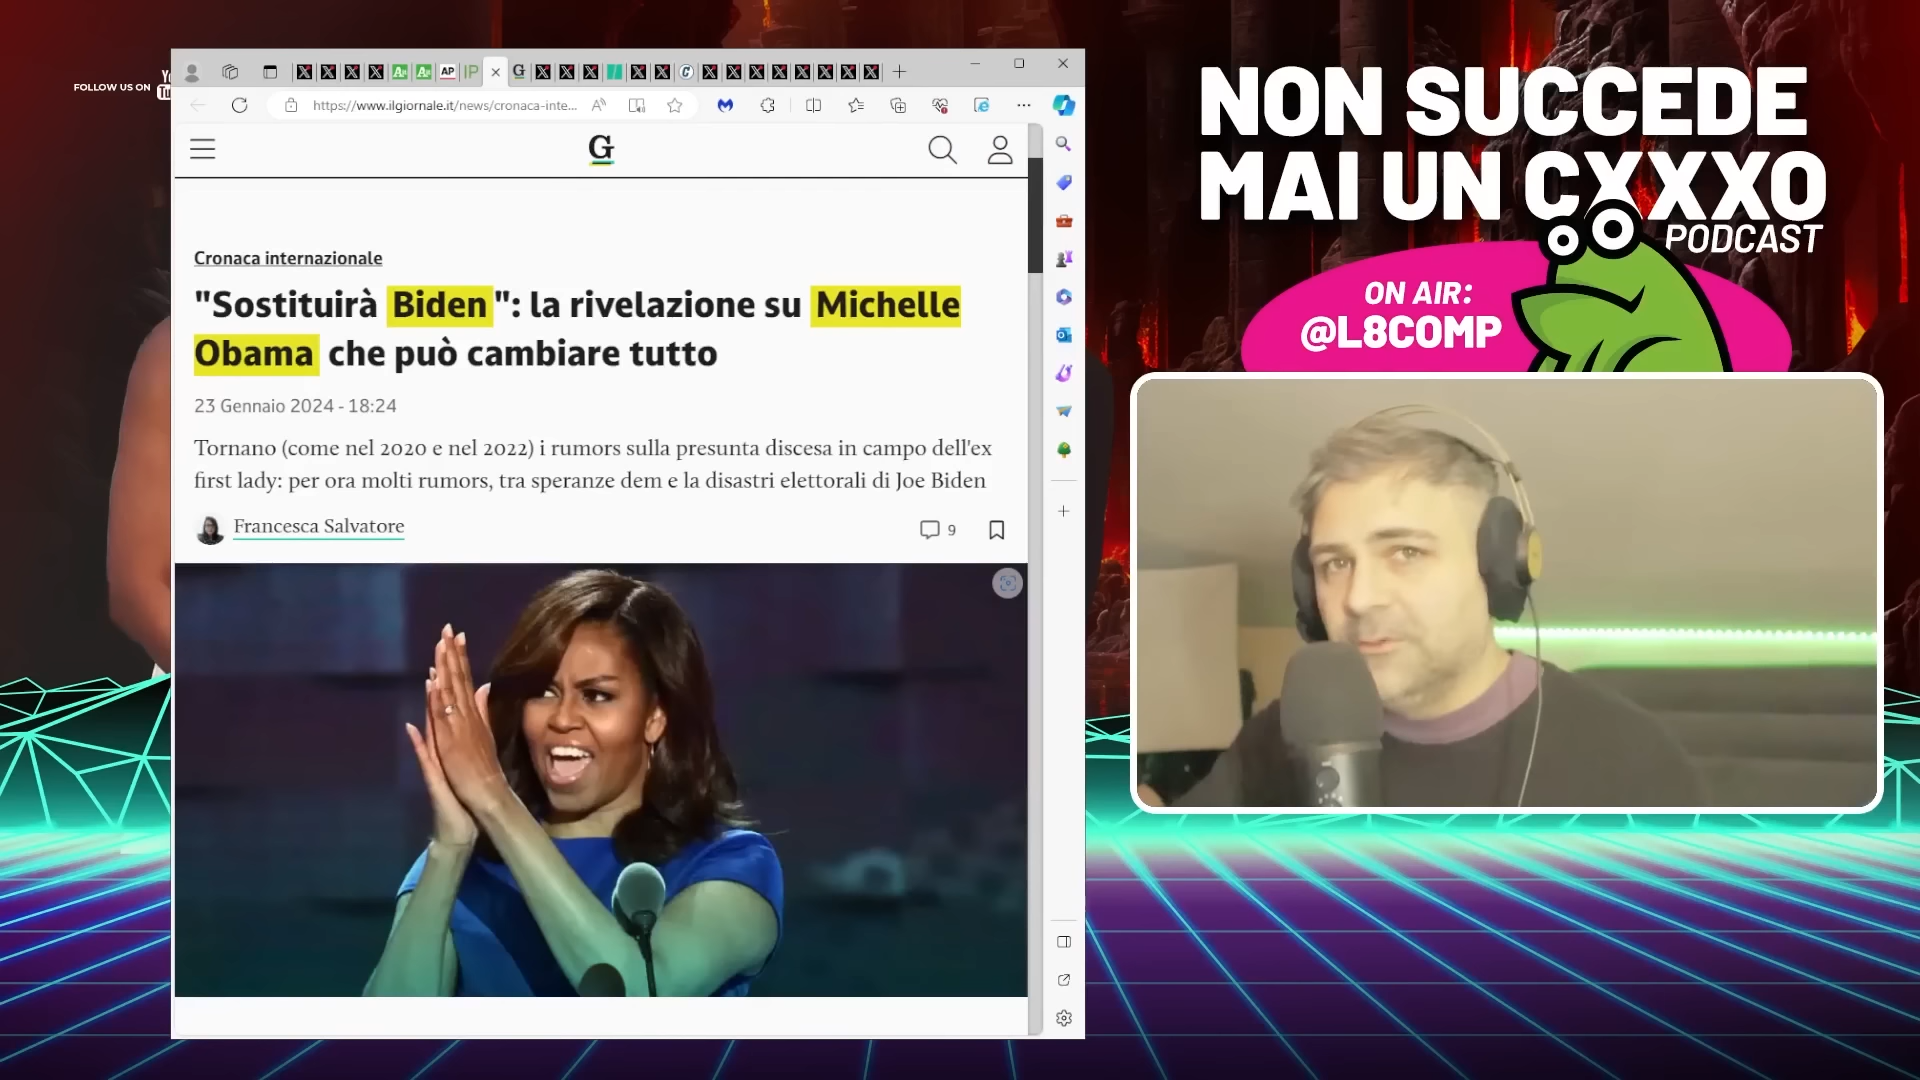 FOLLOW US ON
https://www.ilgiornale.it/news/cronaca-inte...
G
Cronaca internazionale
"Sostituirà Biden": la rivelazione su Michelle
Obama che può cambiare tutto
23 Gennaio 2024 - 18:24
Tornano (come nel 2020 e nel 2022) i rumors sulla presunta discesa in campo dell'ex
first lady: per ora molti rumors, tra speranze dem e la disastri elettorali di Joe Biden
Francesca Salvatore
9
NON SUCCEDE
MAI UN CXXXO
PODCAST
ON AIR:
@L8COMP